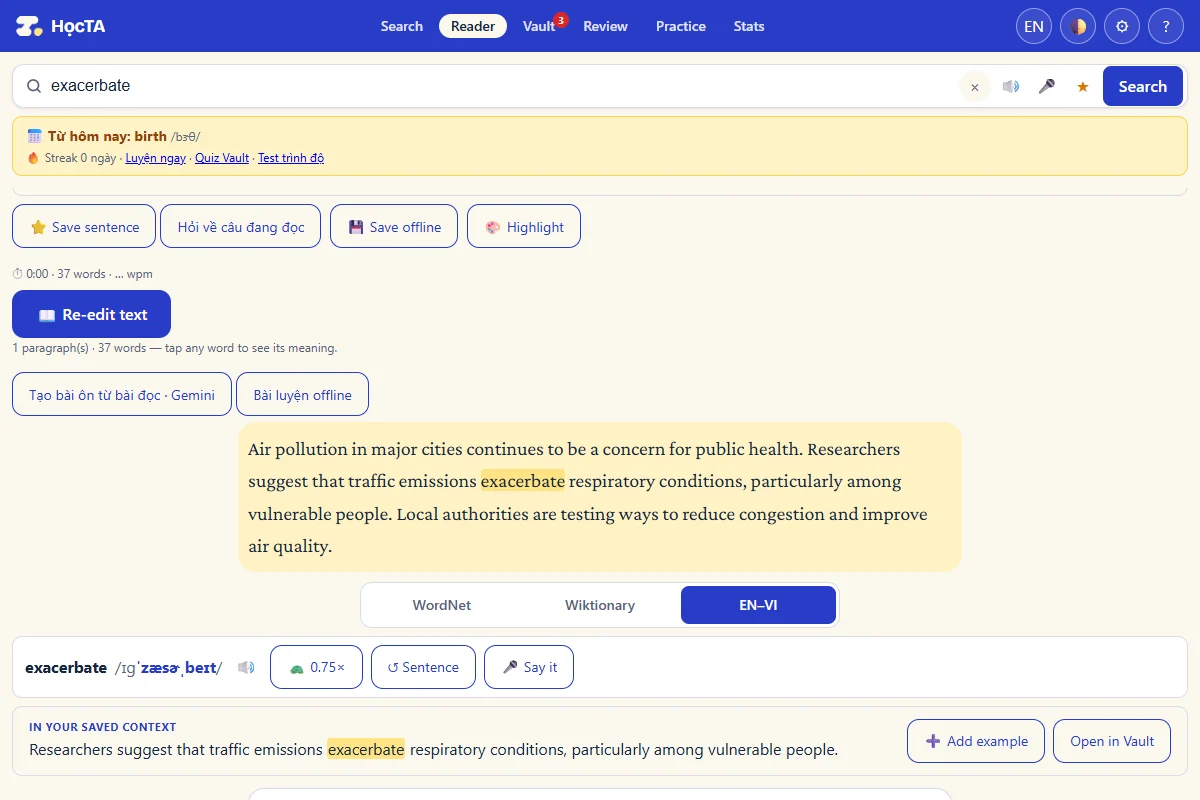 HọcTA
Search Reader Vault 3 Review Practice Stats EN ?
exacerbate × Search
Từ hôm nay: birth /bɝθ/
Streak 0 ngày · Luyện ngay · Quiz Vault · Test trình độ
Save sentence Hỏi về câu đang đọc Save offline Highlight
0:00 · 37 words · ... wpm
Re-edit text
1 paragraph(s) · 37 words — tap any word to see its meaning.
Tạo bài ôn từ bài đọc · Gemini Bài luyện offline
Air pollution in major cities continues to be a concern for public health. Researchers
suggest that traffic emissions exacerbate respiratory conditions, particularly among
vulnerable people. Local authorities are testing ways to reduce congestion and improve
air quality.
WordNet Wiktionary EN–VI
exacerbate /ɪɡˈzæsɚˌbeɪt/ 0.75× ↺ Sentence Say it
IN YOUR SAVED CONTEXT
Researchers suggest that traffic emissions exacerbate respiratory conditions, particularly among vulnerable people.
Add example Open in Vault